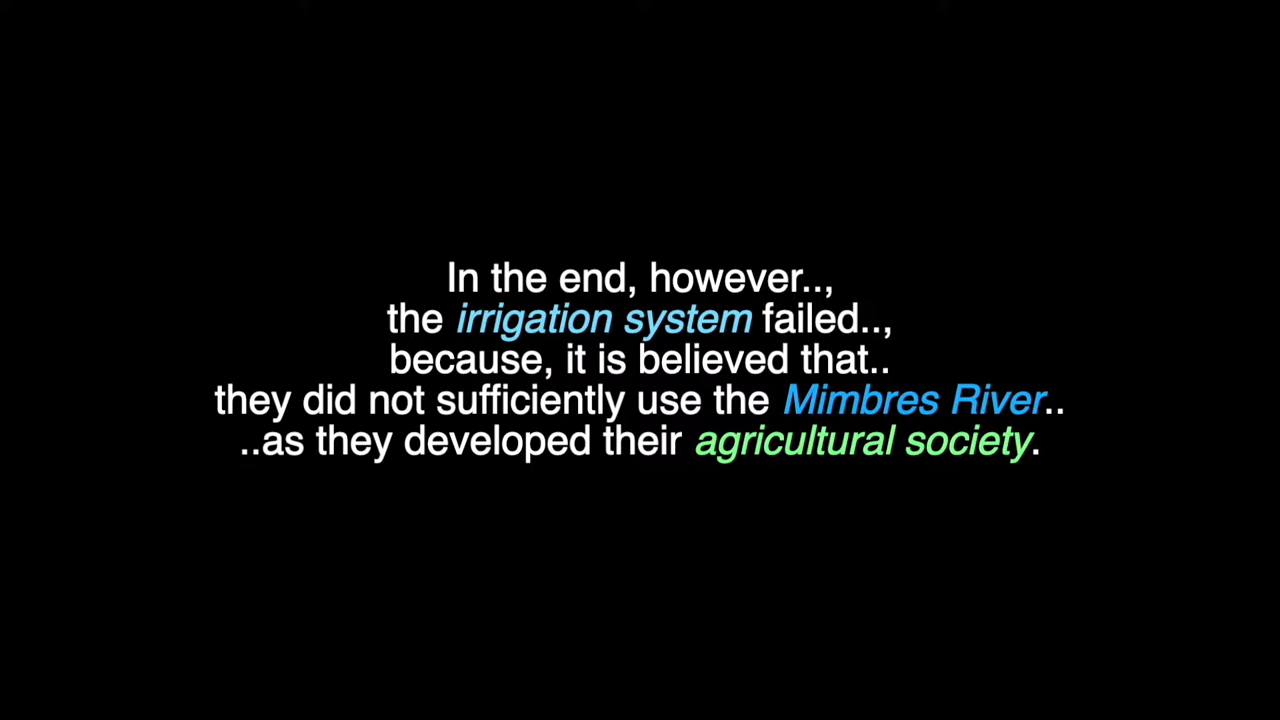 In the end, however..,
the irrigation system failed..,
because, it is believed that..
they did not sufficiently use the Mimbres River..
..as they developed their agricultural society.